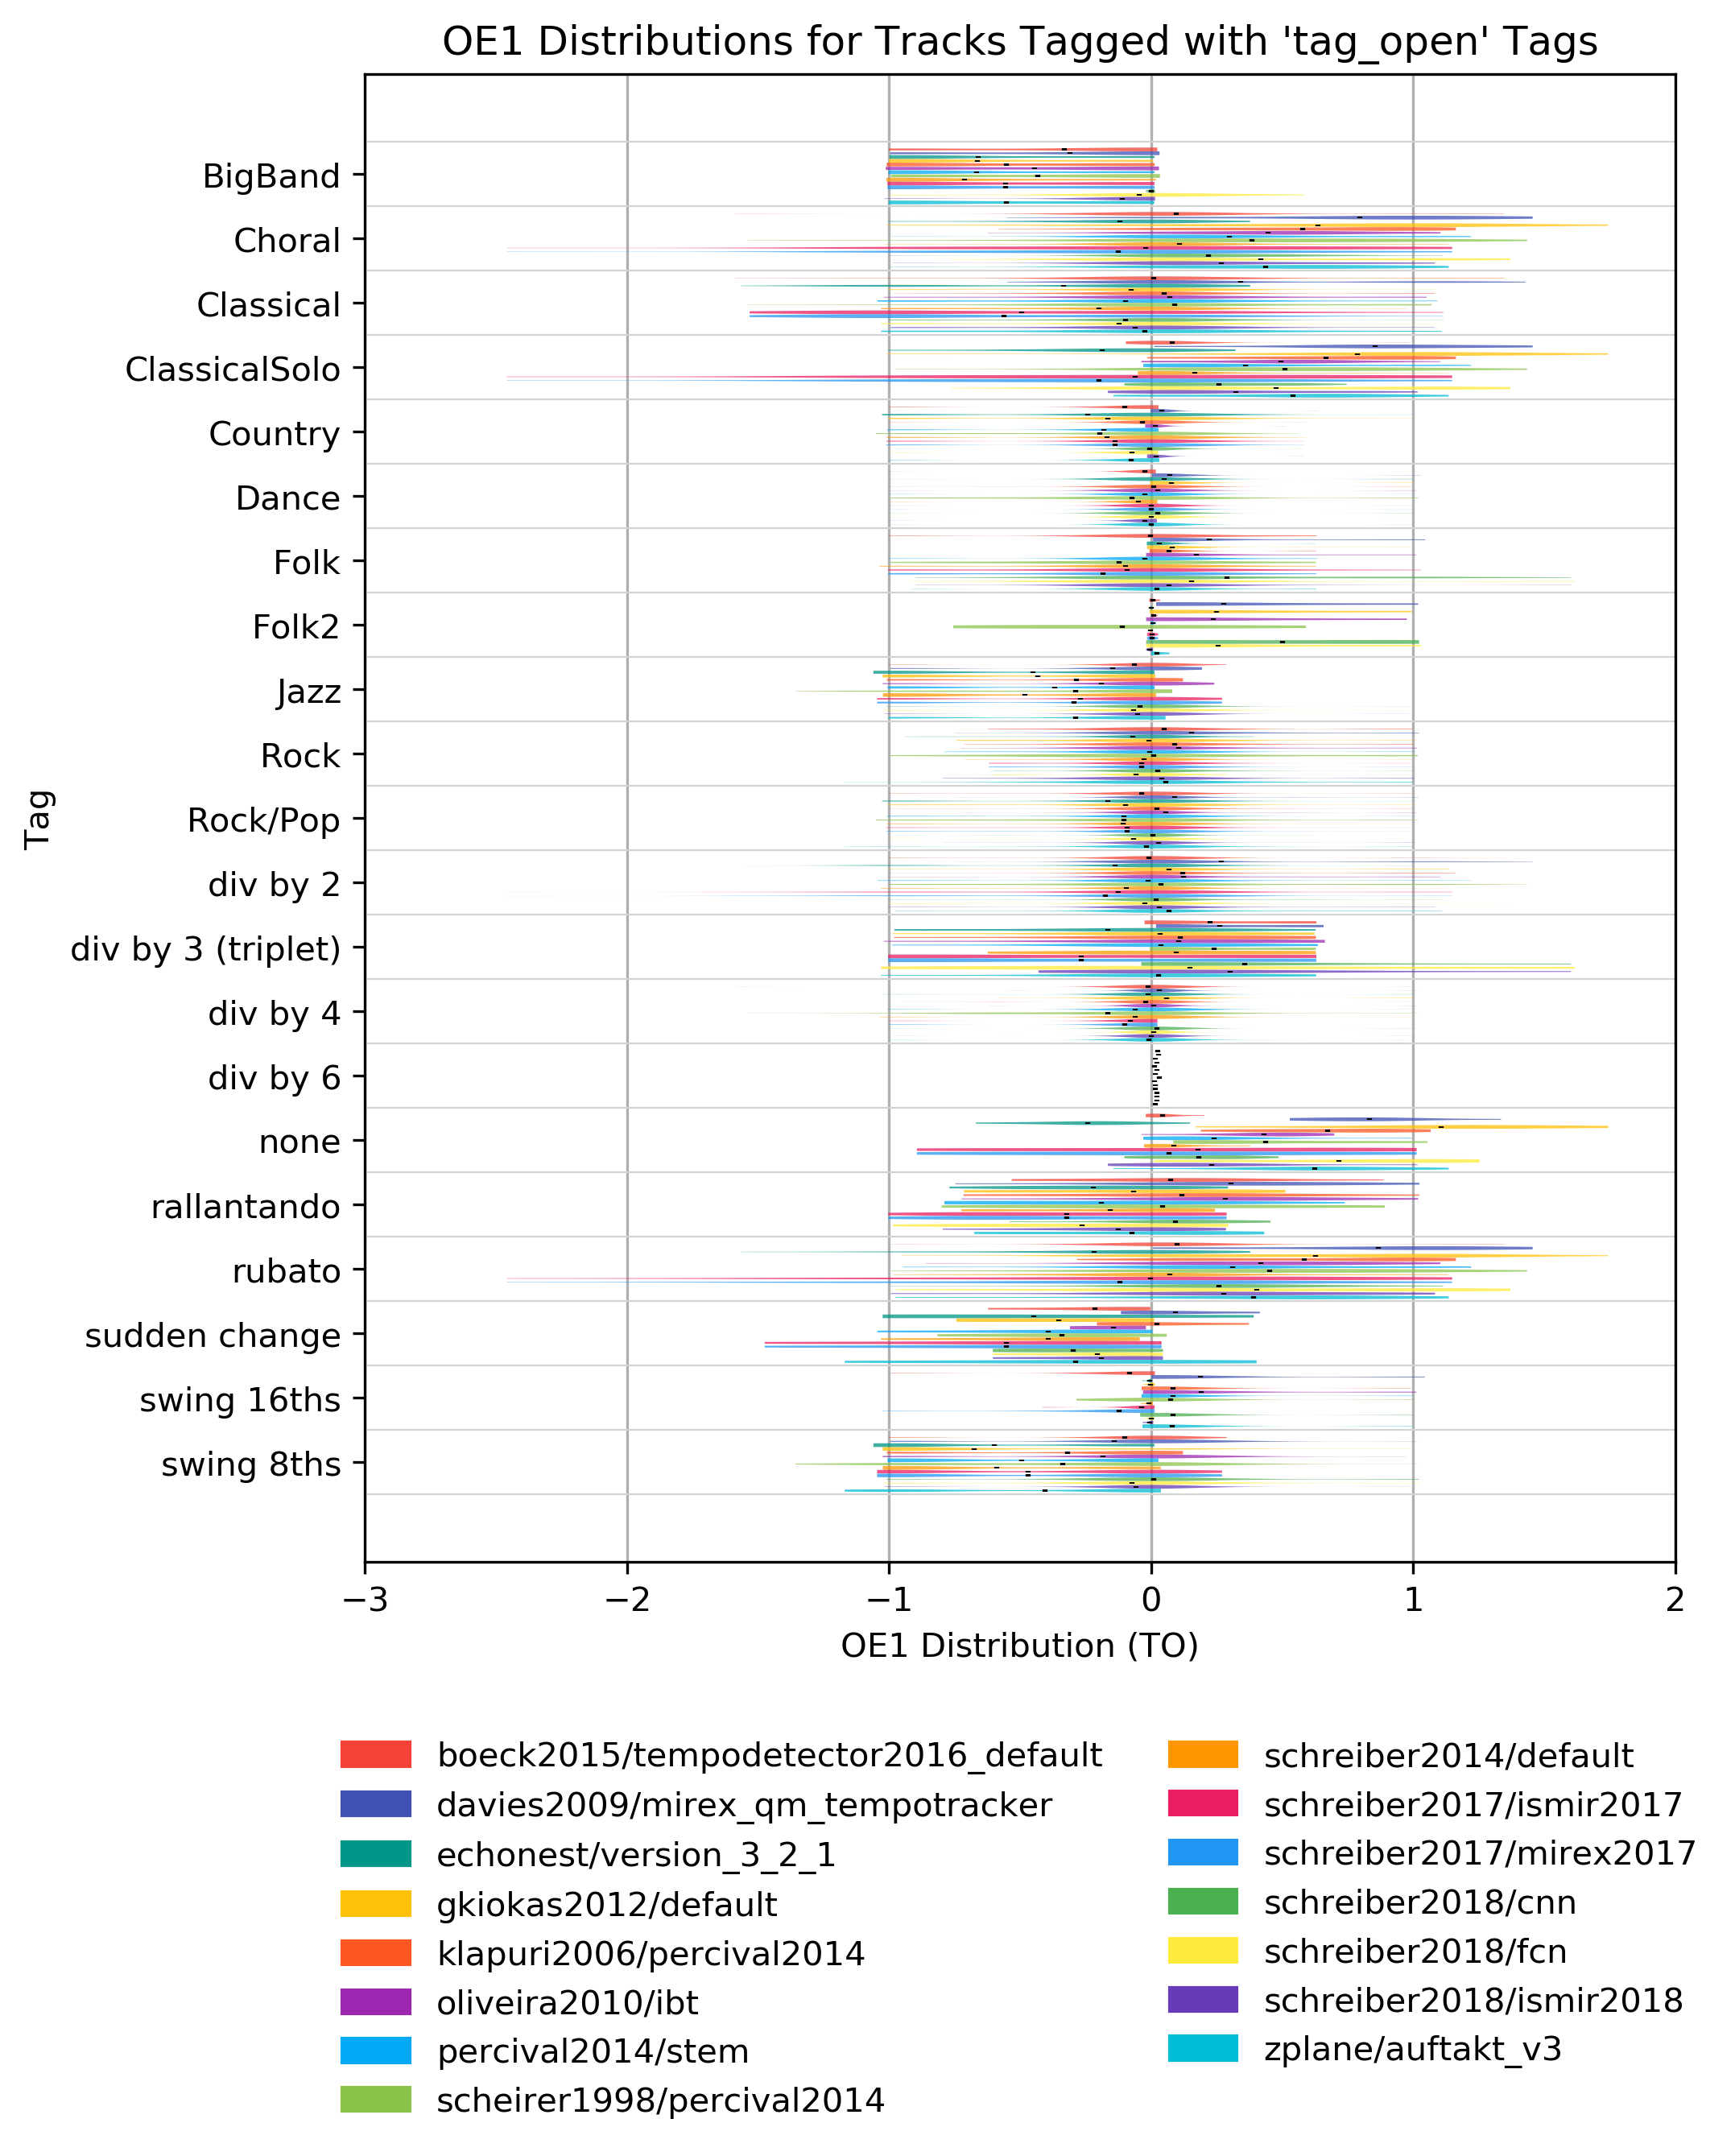 OE1 Distributions for Tracks Tagged with 'tag_open' Tags
Tag
BigBand
Choral
Classical
ClassicalSolo
Country
Dance
Folk
Folk2
Jazz
Rock
Rock/Pop
div by 2
div by 3 (triplet)
div by 4
div by 6
none
rallantando
rubato
sudden change
swing 16ths
swing 8ths
−3 −2 −1 0 1 2
OE1 Distribution (TO)
boeck2015/tempodetector2016_default
davies2009/mirex_qm_tempotracker
echonest/version_3_2_1
gkiokas2012/default
klapuri2006/percival2014
oliveira2010/ibt
percival2014/stem
scheirer1998/percival2014
schreiber2014/default
schreiber2017/ismir2017
schreiber2017/mirex2017
schreiber2018/cnn
schreiber2018/fcn
schreiber2018/ismir2018
zplane/auftakt_v3